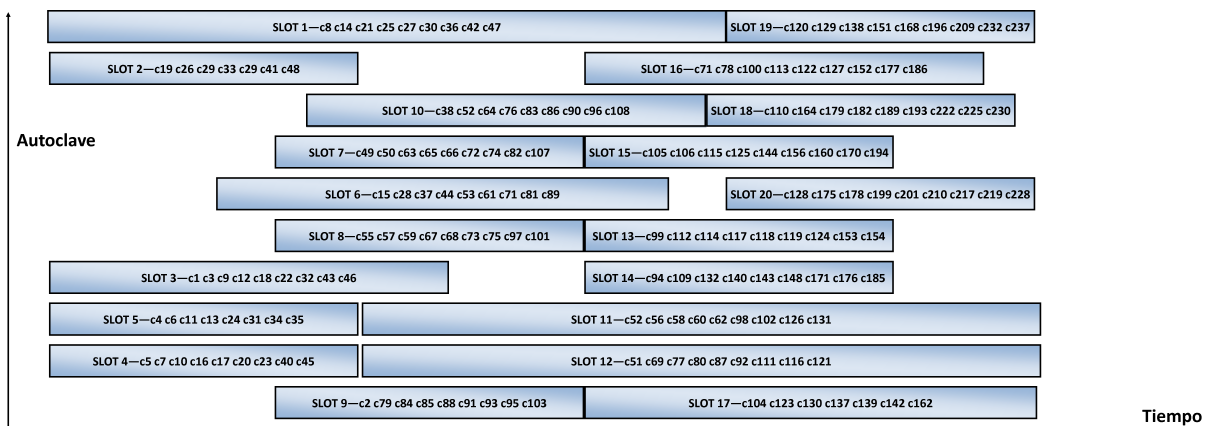 SLOT 1—c8 c14 c21 c25 c27 c30 c36 c42 c47
SLOT 19—c120 c129 c138 c151 c168 c196 c209 c232 c237
SLOT 2—c19 c26 c29 c33 c29 c41 c48
SLOT 16—c71 c78 c100 c113 c122 c127 c152 c177 c186
SLOT 10—c38 c52 c64 c76 c83 c86 c90 c96 c108
SLOT 18—c110 c164 c179 c182 c189 c193 c222 c225 c230
Autoclave
SLOT 7—c49 c50 c63 c65 c66 c72 c74 c82 c107
SLOT 15—c105 c106 c115 c125 c144 c156 c160 c170 c194
SLOT 6—c15 c28 c37 c44 c53 c61 c71 c81 c89
SLOT 20—c128 c175 c178 c199 c201 c210 c217 c219 c228
SLOT 8—c55 c57 c59 c67 c68 c73 c75 c97 c101
SLOT 13—c99 c112 c114 c117 c118 c119 c124 c153 c154
SLOT 3—c1 c3 c9 c12 c18 c22 c32 c43 c46
SLOT 14—c94 c109 c132 c140 c143 c148 c171 c176 c185
SLOT 5—c4 c6 c11 c13 c24 c31 c34 c35
SLOT 11—c52 c56 c58 c60 c62 c98 c102 c126 c131
SLOT 4—c5 c7 c10 c16 c17 c20 c23 c40 c45
SLOT 12—c51 c69 c77 c80 c87 c92 c111 c116 c121
SLOT 9—c2 c79 c84 c85 c88 c91 c93 c95 c103
SLOT 17—c104 c123 c130 c137 c139 c142 c162
Tiempo